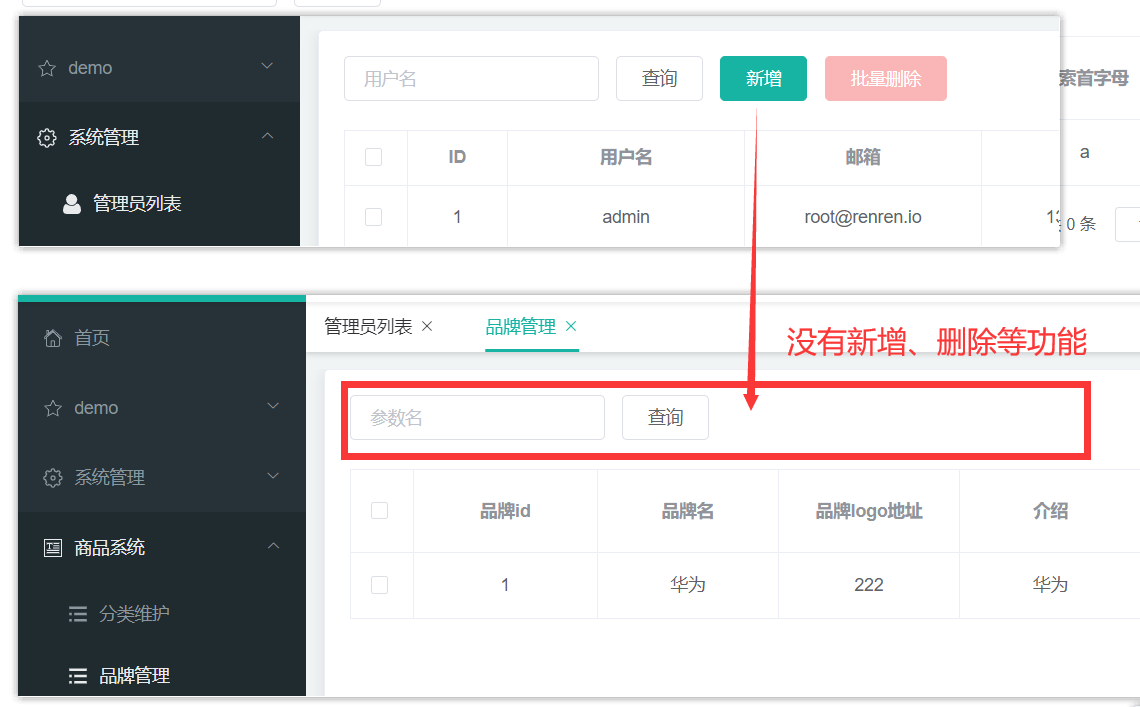 demo
用户名 查询 新增 批量删除
索首字母
系统管理
ID 用户名 邮箱
a
管理员列表
1 admin root@renren.io 13
0 条
首页
管理员列表 × 品牌管理 ×
没有新增、删除等功能
demo
参数名 查询
系统管理
品牌id 品牌名 品牌logo地址 介绍
商品系统
1 华为 222 华为
分类维护
品牌管理